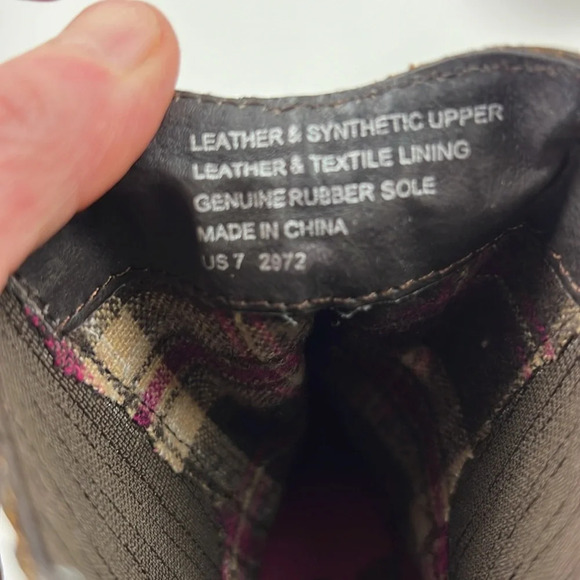 LEATHER & SYNTHETIC UPPER
LEATHER & TEXTILE LINING
GENUINE RUBBER SOLE
MADE IN CHINA
US 7 2972